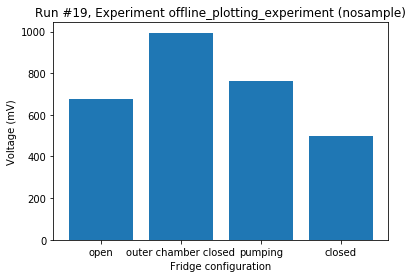 Run #19, Experiment offline_plotting_experiment (nosample)
Voltage (mV)
1000
800
600
400
200
0
open outer chamber closed pumping closed
Fridge configuration